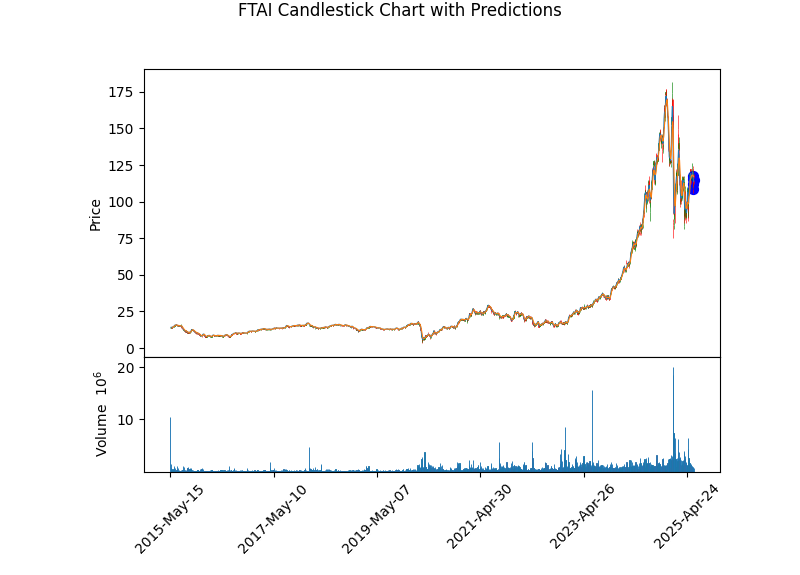 FTAI Candlestick Chart with Predictions
175
150
125
100
75
50
25
0
Price
20
10
Volume 10^6
2015-May-15
2017-May-10
2019-May-07
2021-Apr-30
2023-Apr-26
2025-Apr-24